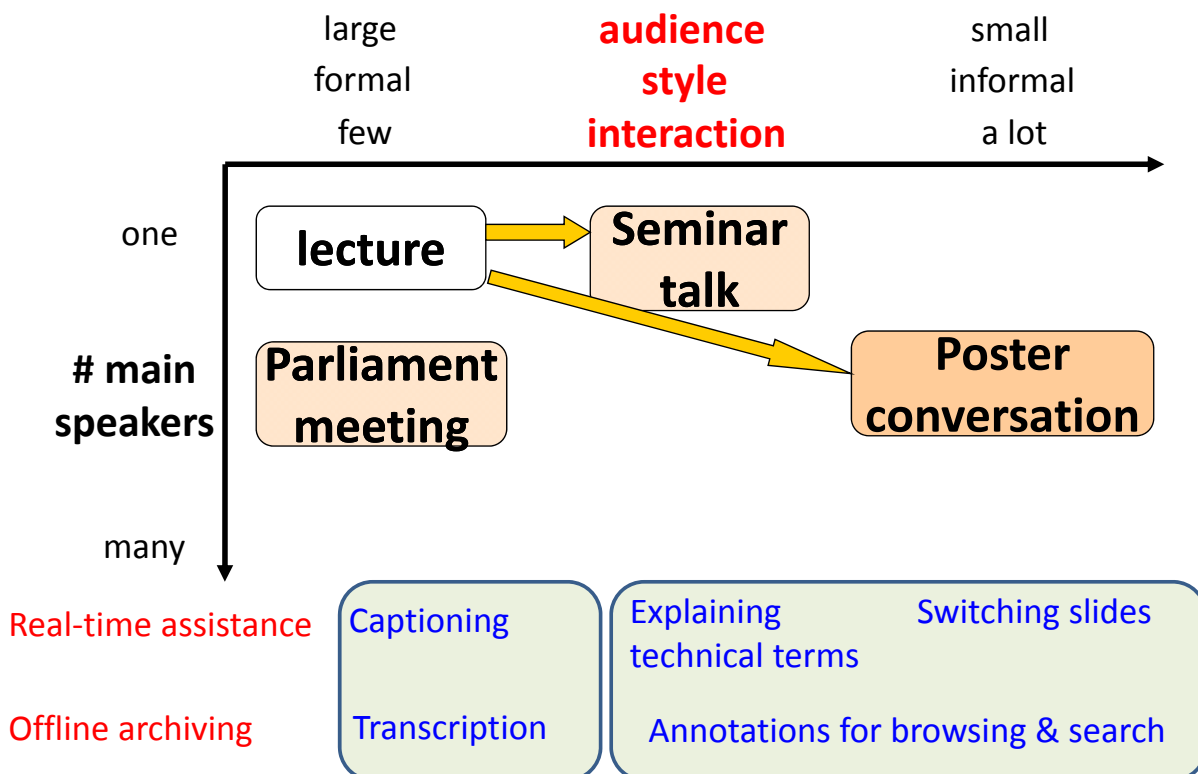 large audience small
formal style informal
few interaction a lot
one
lecture
Seminar
talk
# main
speakers
Parliament
meeting
Poster
conversation
many
Real-time assistance
Captioning
Explaining
technical terms
Switching slides
Offline archiving
Transcription
Annotations for browsing & search